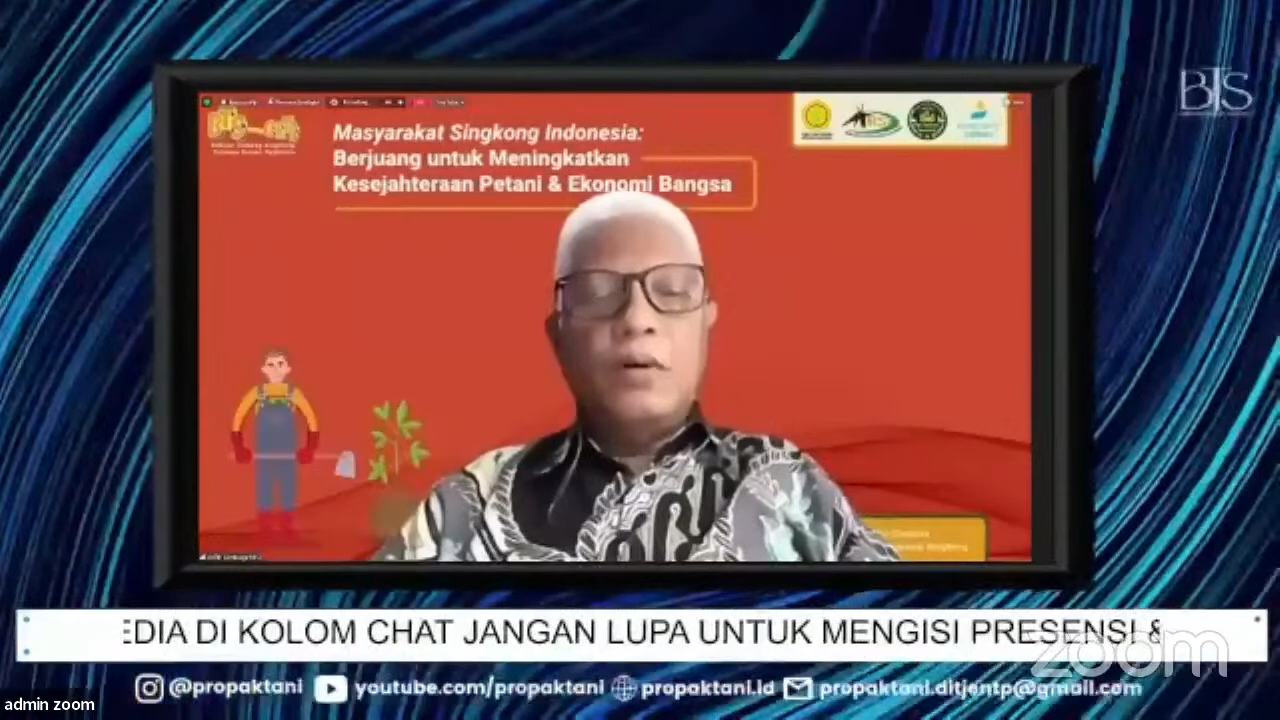 BTS
Masyarakat Singkong Indonesia:
Berjuang untuk Meningkatkan
Kesejahteraan Petani & Ekonomi Bangsa
EDIA DI KOLOM CHAT JANGAN LUPA UNTUK MENGISI PRESENSI &
zoom
@propaktani
youtube.com/propaktani
propaktani.id
propaktani.ditjentp@gmail.com
admin zoom